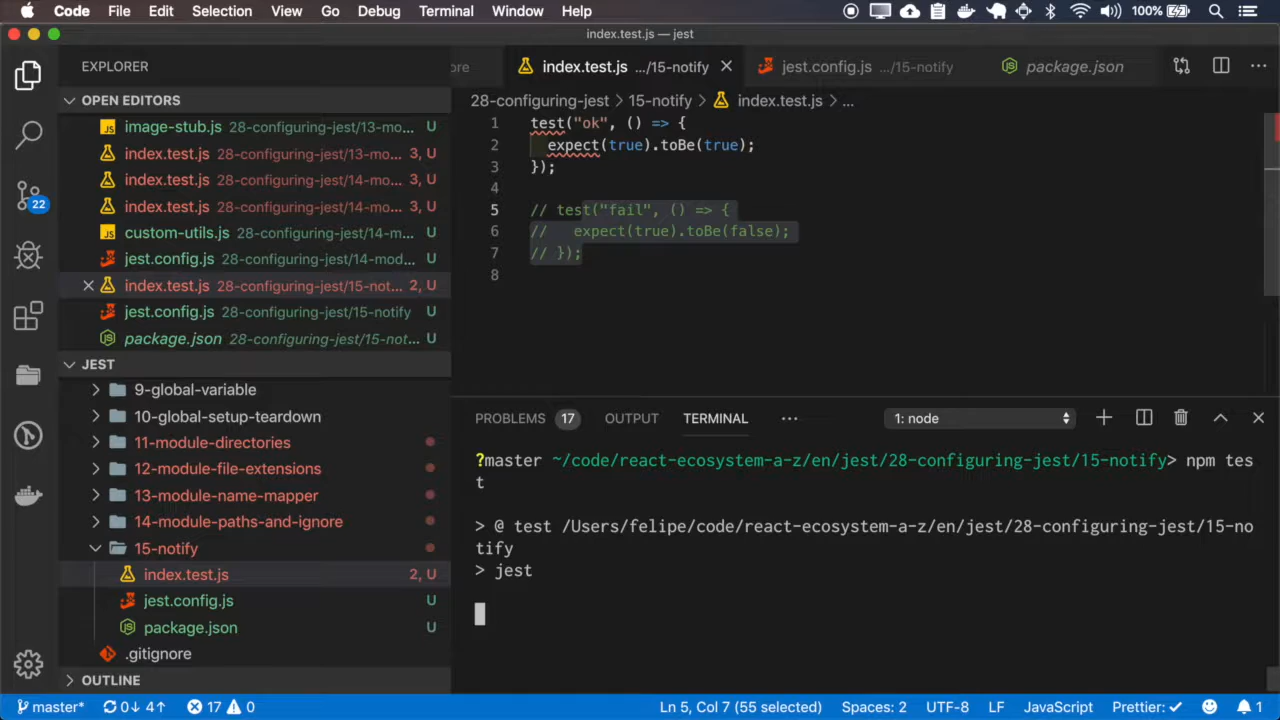 Code File Edit Selection View Go Debug Terminal Window Help 100%
index.test.js — jest
EXPLORER
ore index.test.js .../15-notify jest.config.js .../15-notify package.json
OPEN EDITORS
28-configuring-jest > 15-notify > index.test.js > ...
image-stub.js 28-configuring-jest/13-mo... U
index.test.js 28-configuring-jest/13-mo... 3, U
index.test.js 28-configuring-jest/14-mo... 3, U
index.test.js 28-configuring-jest/14-mo... 3, U
custom-utils.js 28-configuring-jest/14-m... U
jest.config.js 28-configuring-jest/14-mod... U
index.test.js 28-configuring-jest/15-not... 2, U
jest.config.js 28-configuring-jest/15-notify U
package.json 28-configuring-jest/15-not... U
1 test("ok", () => {
2 expect(true).toBe(true);
3 });
4
5 // test("fail", () => {
6 // expect(true).toBe(false);
7 // });
8
JEST
9-global-variable
10-global-setup-teardown
11-module-directories
12-module-file-extensions
13-module-name-mapper
14-module-paths-and-ignore
15-notify
index.test.js 2, U
jest.config.js U
package.json U
.gitignore
OUTLINE
22
PROBLEMS 17 OUTPUT TERMINAL ... 1: node
?master ~/code/react-ecosystem-a-z/en/jest/28-configuring-jest/15-notify> npm tes
t
> @ test /Users/felipe/code/react-ecosystem-a-z/en/jest/28-configuring-jest/15-no
tify
> jest
master* 0↓ 4↑ 17 0 Ln 5, Col 7 (55 selected) Spaces: 2 UTF-8 LF JavaScript Prettier: ✓ 1